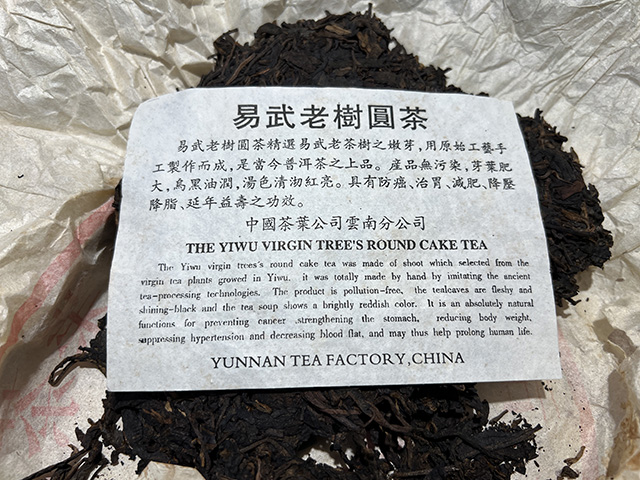 易武老樹圓茶
易武老樹圓茶精選易武老茶樹之嫩芽，用原始工藝手
工製作而成，是當今普洱茶之上品。産品無污染，芽葉肥
大，烏黑油潤，湯色清沏紅亮。具有防癌、治胃、減肥、降壓
降脂、延年益壽之功效。
中國茶葉公司雲南分公司
THE YIWU VIRGIN TREE'S ROUND CAKE TEA
The Yiwu virgin trees's round cake tea was made of shoot which selected from the
virgin tea plants growed in Yiwu. it was totally made by hand by imitating the ancient
tea-processing technologies. The product is pollution-free, the tealeaves are fleshy and
shining-black and the tea soup shows a brightly reddish color. It is an absolutely natural
functions for preventing cancer .strengthening the stomach, reducing body weight,
suppressing hypertension and decreasing blood flat, and may thus help prolong human life.
YUNNAN TEA FACTORY,CHINA